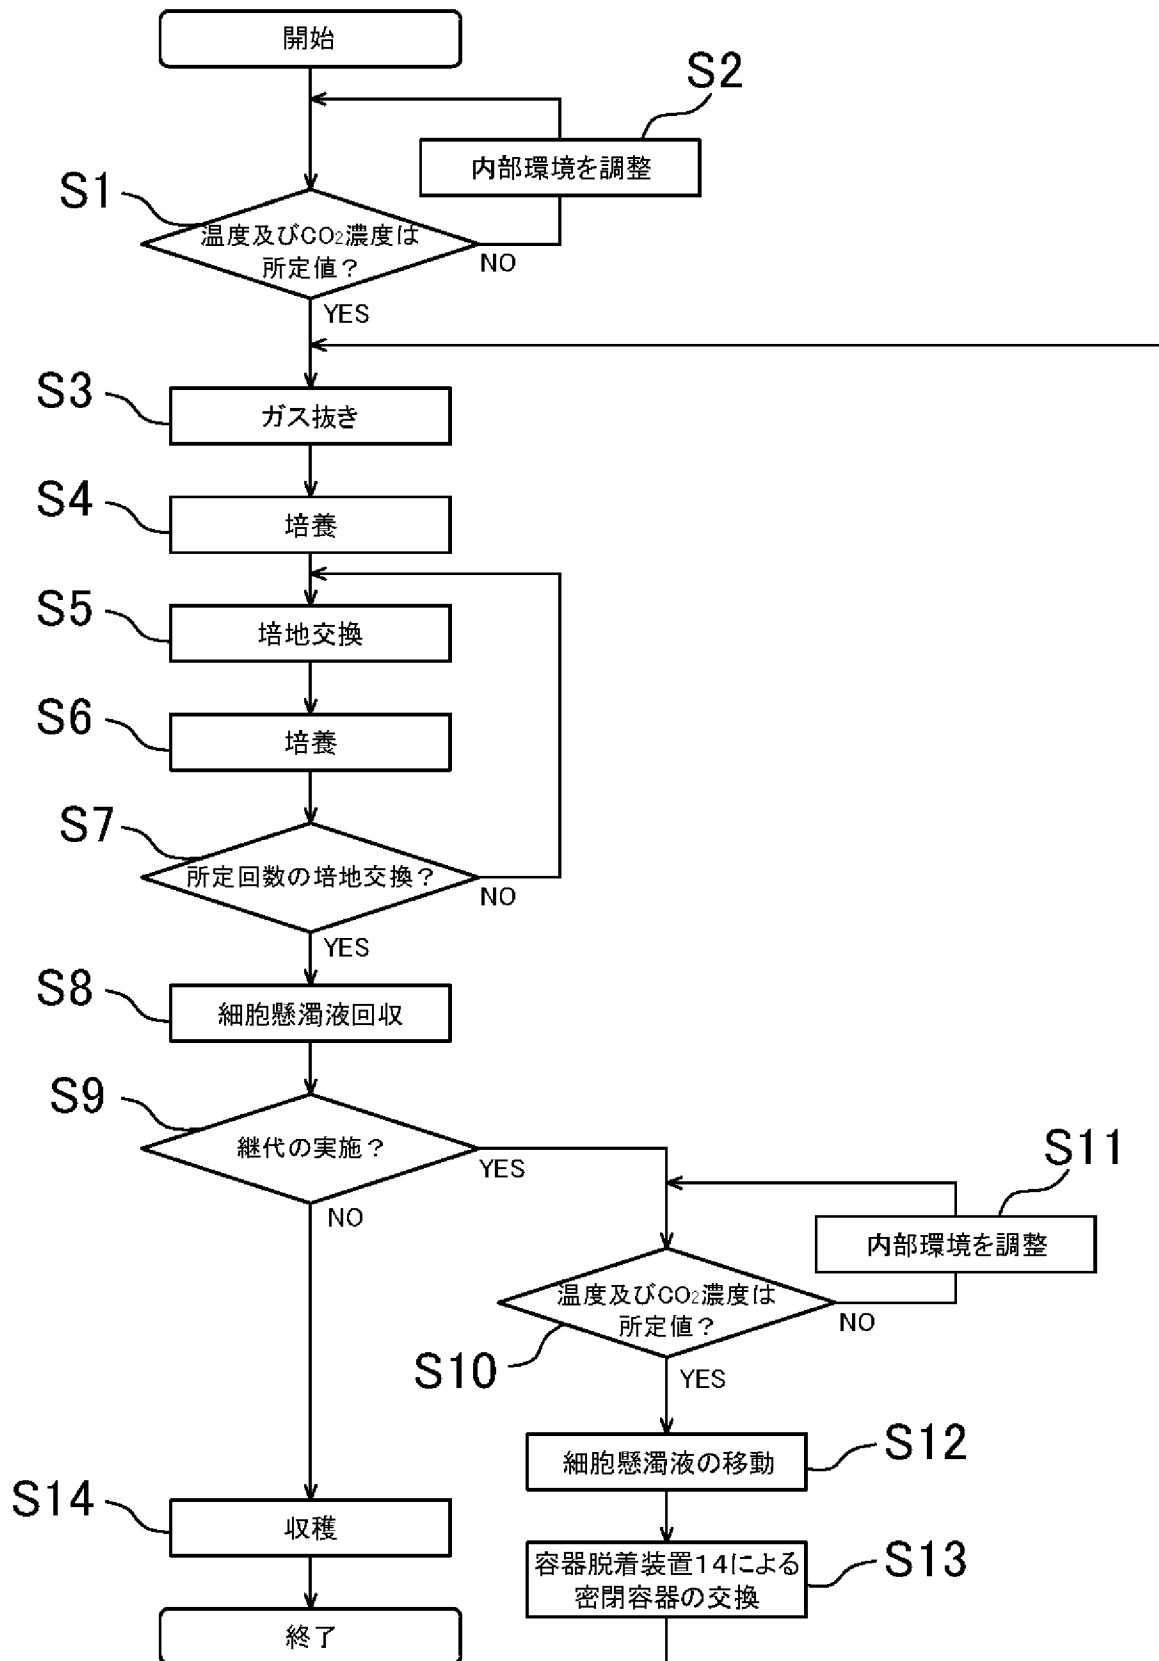 開始
S2
内部環境を調整
S1
温度及びCO₂濃度は
所定値？
NO
YES
S3
ガス抜き
S4
培養
S5
培地交換
S6
培養
S7
所定回数の培地交換？
NO
YES
S8
細胞懸濁液回収
S9
継代の実施？
YES
NO
S11
内部環境を調整
温度及びCO₂濃度は
所定値？
NO
S10
YES
S12
細胞懸濁液の移動
S14
収穫
S13
容器脱着装置14による
密閉容器の交換
終了